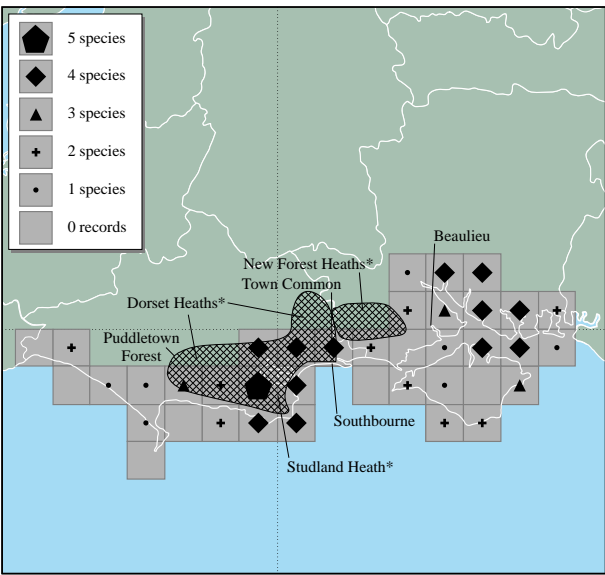 5 species
4 species
3 species
2 species
1 species
0 records
Beaulieu
New Forest Heaths*
Town Common
Dorset Heaths*
Puddletown
Forest
Southbourne
Studland Heath*